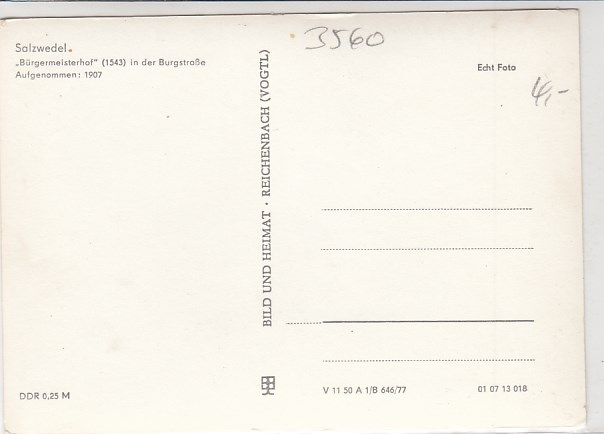 Salzwedel.
„Bürgermeisterhof" (1543) in der Burgstraße
Aufgenommen: 1907
3560
Echt Foto
4,-
BILD UND HEIMAT · REICHENBACH (VOGTL)
DDR 0,25 M
V 11 50 A 1/B 646/77
01 07 13 018